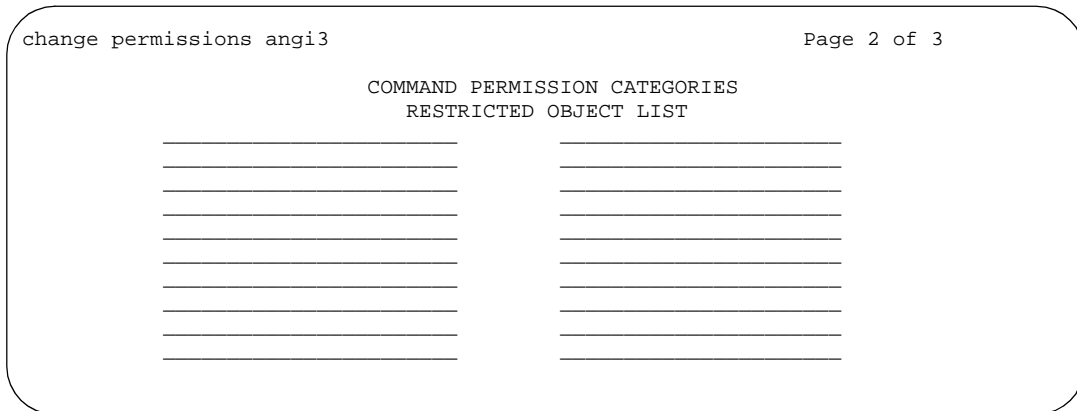 change permissions angi3 Page 2 of 3
COMMAND PERMISSION CATEGORIES
RESTRICTED OBJECT LIST